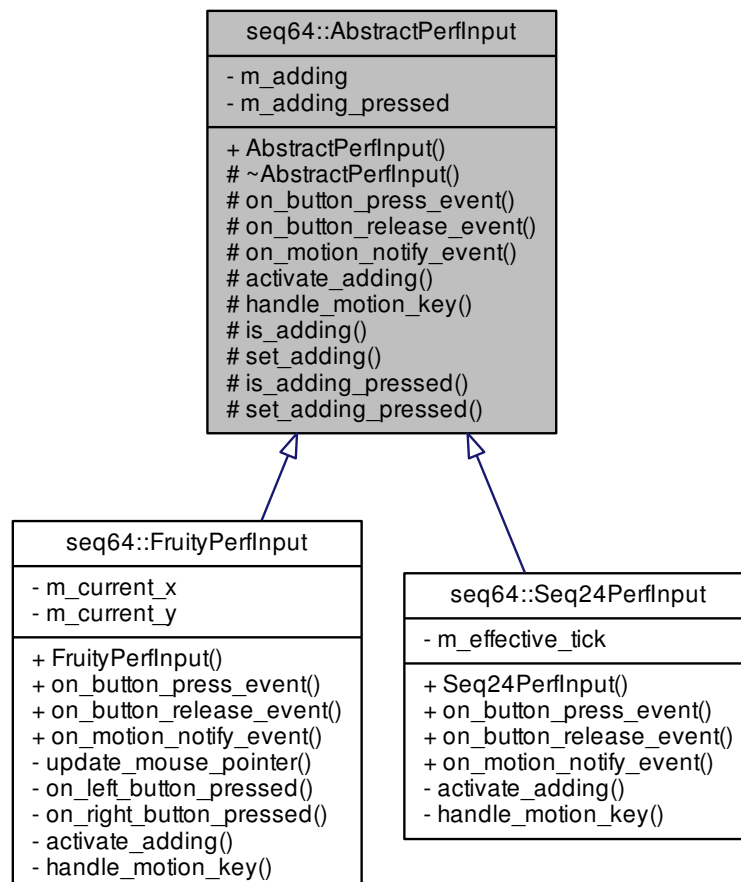 seq64::AbstractPerfInput
- m_adding
- m_adding_pressed
+ AbstractPerfInput()
# ~AbstractPerfInput()
# on_button_press_event()
# on_button_release_event()
# on_motion_notify_event()
# activate_adding()
# handle_motion_key()
# is_adding()
# set_adding()
# is_adding_pressed()
# set_adding_pressed()
seq64::FruityPerfInput
- m_current_x
- m_current_y
+ FruityPerfInput()
+ on_button_press_event()
+ on_button_release_event()
+ on_motion_notify_event()
- update_mouse_pointer()
- on_left_button_pressed()
- on_right_button_pressed()
- activate_adding()
- handle_motion_key()
seq64::Seq24PerfInput
- m_effective_tick
+ Seq24PerfInput()
+ on_button_press_event()
+ on_button_release_event()
+ on_motion_notify_event()
- activate_adding()
- handle_motion_key()